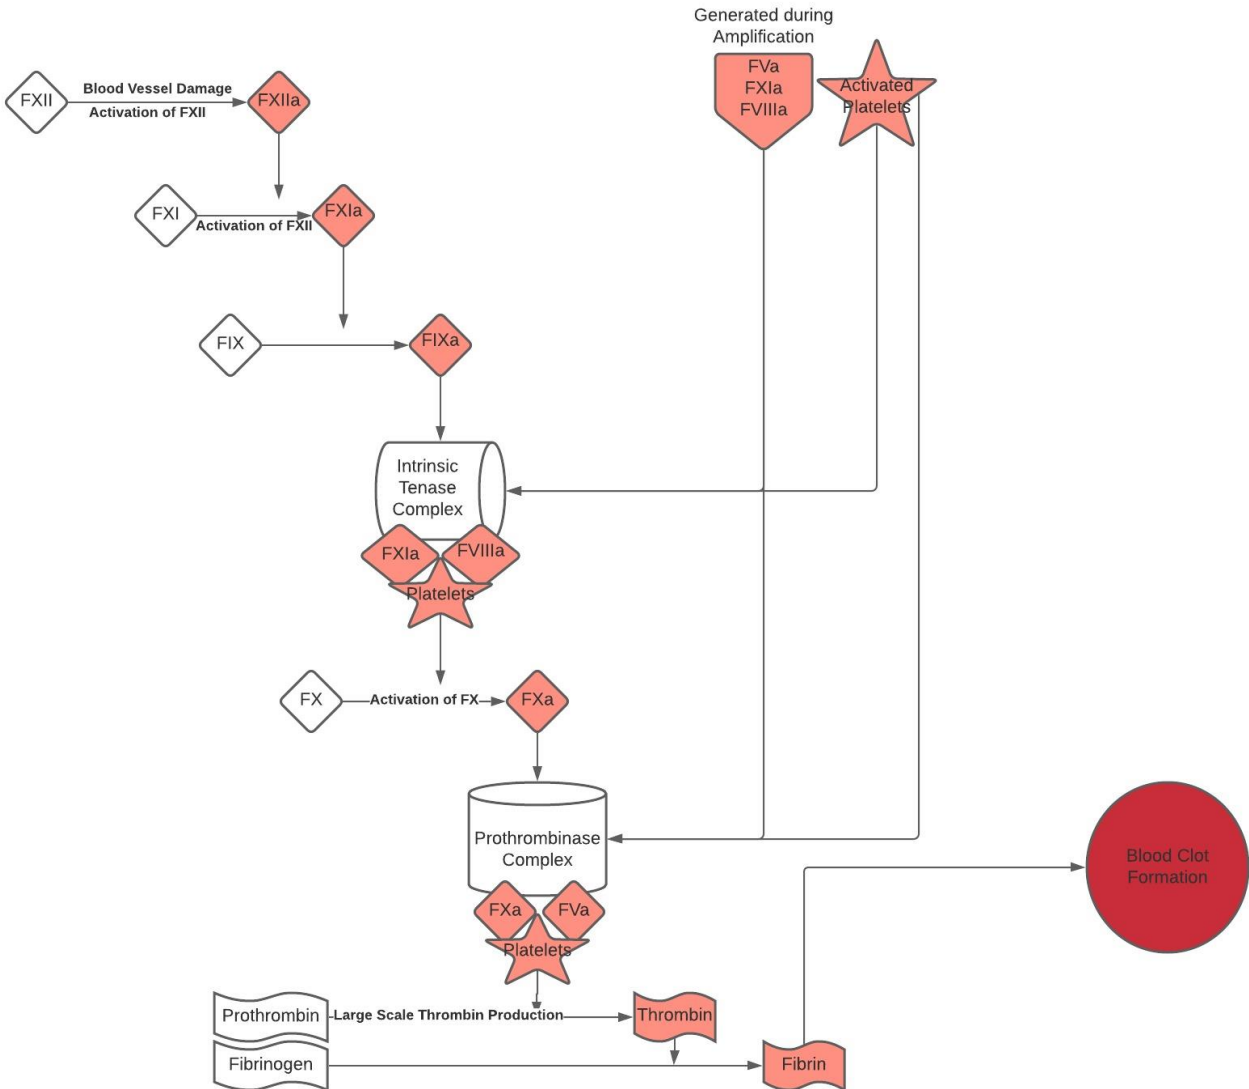 Generated during
Amplification
FVa
FXIa
FVIIIa
Activated
Platelets
FXII
Blood Vessel Damage
Activation of FXII
FXIIa
FXI
Activation of FXII
FXIa
FIX
FIXa
Intrinsic
Tenase
Complex
FXIa
FVIIIa
Platelets
FX
Activation of FX
FXa
Prothrombinase
Complex
FXa
FVa
Platelets
Blood Clot
Formation
Prothrombin
Large Scale Thrombin Production
Thrombin
Fibrinogen
Fibrin